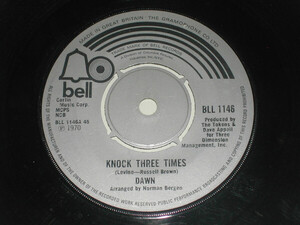 MADE IN GREAT BRITAIN THE GRAMOPHONE CO LTD
bell
BLL 1146
Carlin
Music Corp.
MCPS
NCB
BLL 1146A 45
℗ 1970
Produced by
The Tokens &
Dave Appell
for Three
Dimension
Management, Inc.
KNOCK THREE TIMES
(Levine—Russell Brown)
DAWN
Arranged by Norman Bergen